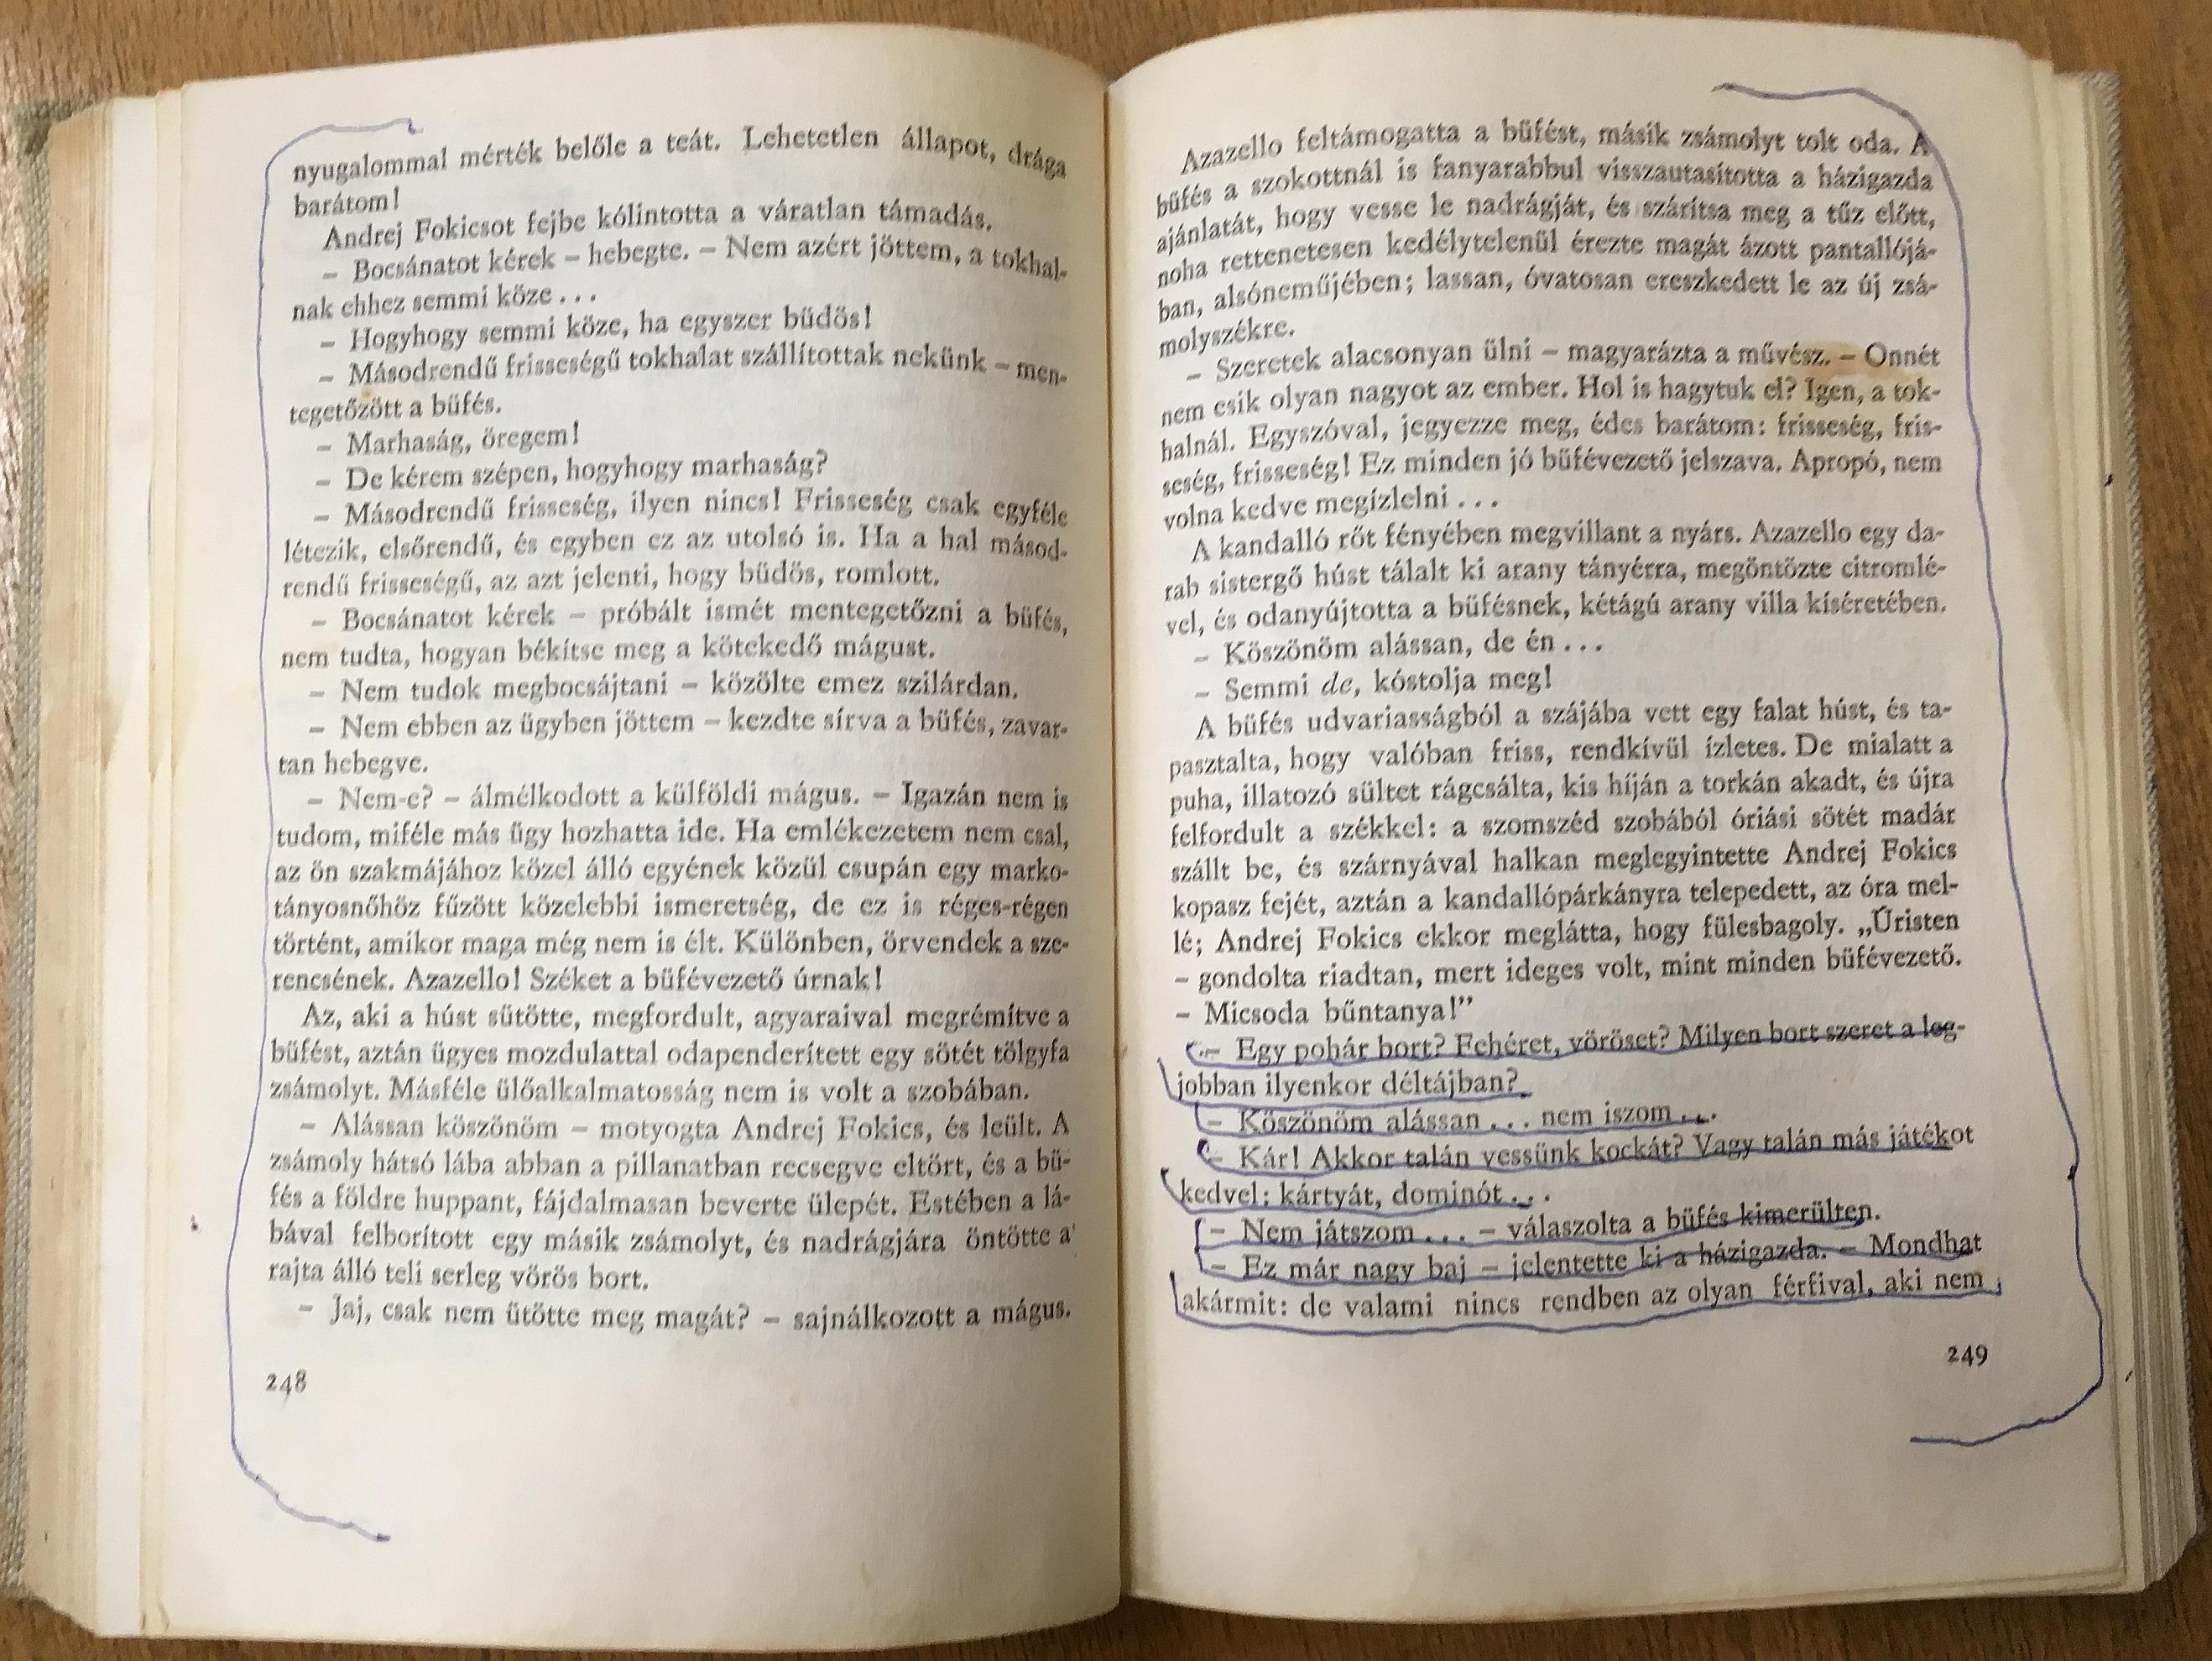 nyugalommal mérték belőle a teát. Lehetetlen állapot, drága
barátom!
Andrej Fokicsot fejbe kólintotta a váratlan támadás.
– Bocsánatot kérek – hebegte. – Nem azért jöttem, a tokhal-
nak ehhez semmi köze...
– Hogyhogy semmi köze, ha egyszer büdös!
– Másodrendű frisseségű tokhalat szállítottak nekünk – men-
tegetőzött a büfés.
– Marhaság, öregem!
– De kérem szépen, hogyhogy marhaság?
– Másodrendű frisseség, ilyen nincs! Frisseség csak egyféle
létezik, elsőrendű, és egyben ez az utolsó is. Ha a hal másod-
rendű frisseségű, az azt jelenti, hogy büdös, romlott.
– Bocsánatot kérek – próbált ismét mentegetőzni a büfés,
nem tudta, hogyan békítse meg a kötekedő mágust.
– Nem tudok megbocsájtani – közölte emez szilárdan.
– Nem ebben az ügyben jöttem – kezdte sírva a büfés, zavar-
tan hebegve.
– Nem-e? – álmélkodott a külföldi mágus. – Igazán nem is
tudom, miféle más ügy hozhatta ide. Ha emlékezetem nem csal,
az ön szakmájához közel álló egyének közül csupán egy marko-
tányosnőhöz fűzött közelebbi ismeretség, de ez is réges-régen
történt, amikor maga még nem is élt. Különben, örvendek a sze-
rencsének. Azazello! Széket a büfévezető úrnak!
Az, aki a húst sütötte, megfordult, agyaraival megrémítve a
büfést, aztán ügyes mozdulattal odapenderített egy sötét tölgyfa
zsámolyt. Másféle ülőalkalmatosság nem is volt a szobában.
– Alássan köszönöm – motyogta Andrej Fokics, és leült. A
zsámoly hátsó lába abban a pillanatban recsegve eltört, és a bü-
fés a földre huppant, fájdalmasan beverte ülepét. Estében a lá-
bával felborított egy másik zsámolyt, és nadrágjára öntötte a
rajta álló teli serleg vörös bort.
– Jaj, csak nem ütötte meg magát? – sajnálkozott a mágus.
248
Azazello feltámogatta a büfést, másik zsámolyt tolt oda. A
büfés a szokottnál is fanyarabbul visszautasította a házigazda
ajánlatát, hogy vesse le nadrágját, és szárítsa meg a tűz előtt,
noha rettenetesen kedélytelenül érezte magát ázott pantallójá-
ban, alsóneműjében; lassan, óvatosan ereszkedett le az új zsá-
molyszékre.
– Szeretek alacsonyan ülni – magyarázta a művész. – Onnét
nem esik olyan nagyot az ember. Hol is hagytuk el? Igen, a tok-
halnál. Egyszóval, jegyezze meg, édes barátom: frisseség, fris-
seség, frisseség! Ez minden jó büfévezető jelszava. Apropó, nem
volna kedve megízlelni...
A kandalló rőt fényében megvillant a nyárs. Azazello egy da-
rab sistergő húst tálalt ki arany tányérra, megöntözte citromlé-
vel, és odanyújtotta a büfésnek, kétágú arany villa kíséretében.
– Köszönöm alássan, de én...
– Semmi de, kóstolja meg!
A büfés udvariasságból a szájába vett egy falat húst, és ta-
pasztalta, hogy valóban friss, rendkívül ízletes. De mialatt a
puha, illatozó sültet rágcsálta, kis híján a torkán akadt, és újra
felfordult a székkel: a szomszéd szobából óriási sötét madár
szállt be, és szárnyával halkan meglegyintette Andrej Fokics
kopasz fejét, aztán a kandallópárkányra telepedett, az óra mel-
lé; Andrej Fokics ekkor meglátta, hogy fülesbagoly. „Úristen
– gondolta riadtan, mert ideges volt, mint minden büfévezető.
– Micsoda bűntanya!”
– Egy pohár bort? Fehéret, vöröset? Milyen bort szeret a leg-
jobban ilyenkor déltájban?
– Köszönöm alássan... nem iszom...
– Kár! Akkor talán vessünk kockát? Vagy talán más játékot
kedvel: kártyát, dominót...
– Nem játszom... – válaszolta a büfés kimerülten.
– Ez már nagy baj – jelentette ki a házigazda. – Mondhat
akármit: de valami nincs rendben az olyan férfival, aki nem
249